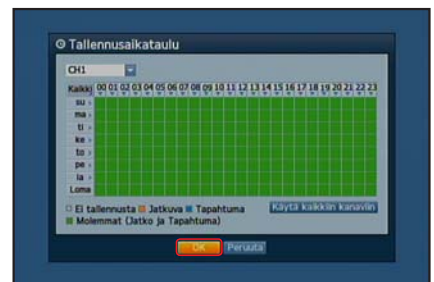 Tallennusaikataulu
CH1
Kaikki 00 01 02 03 04 05 06 07 08 09 10 11 12 13 14 15 16 17 18 19 20 21 22 23
su
ma
ti
ke
to
pe
la
Loma
Ei tallennusta Jatkuva Tapahtuma Käytä kaikkiin kanaviin
Molemmat (Jatko ja Tapahtuma)
OK Peruuta